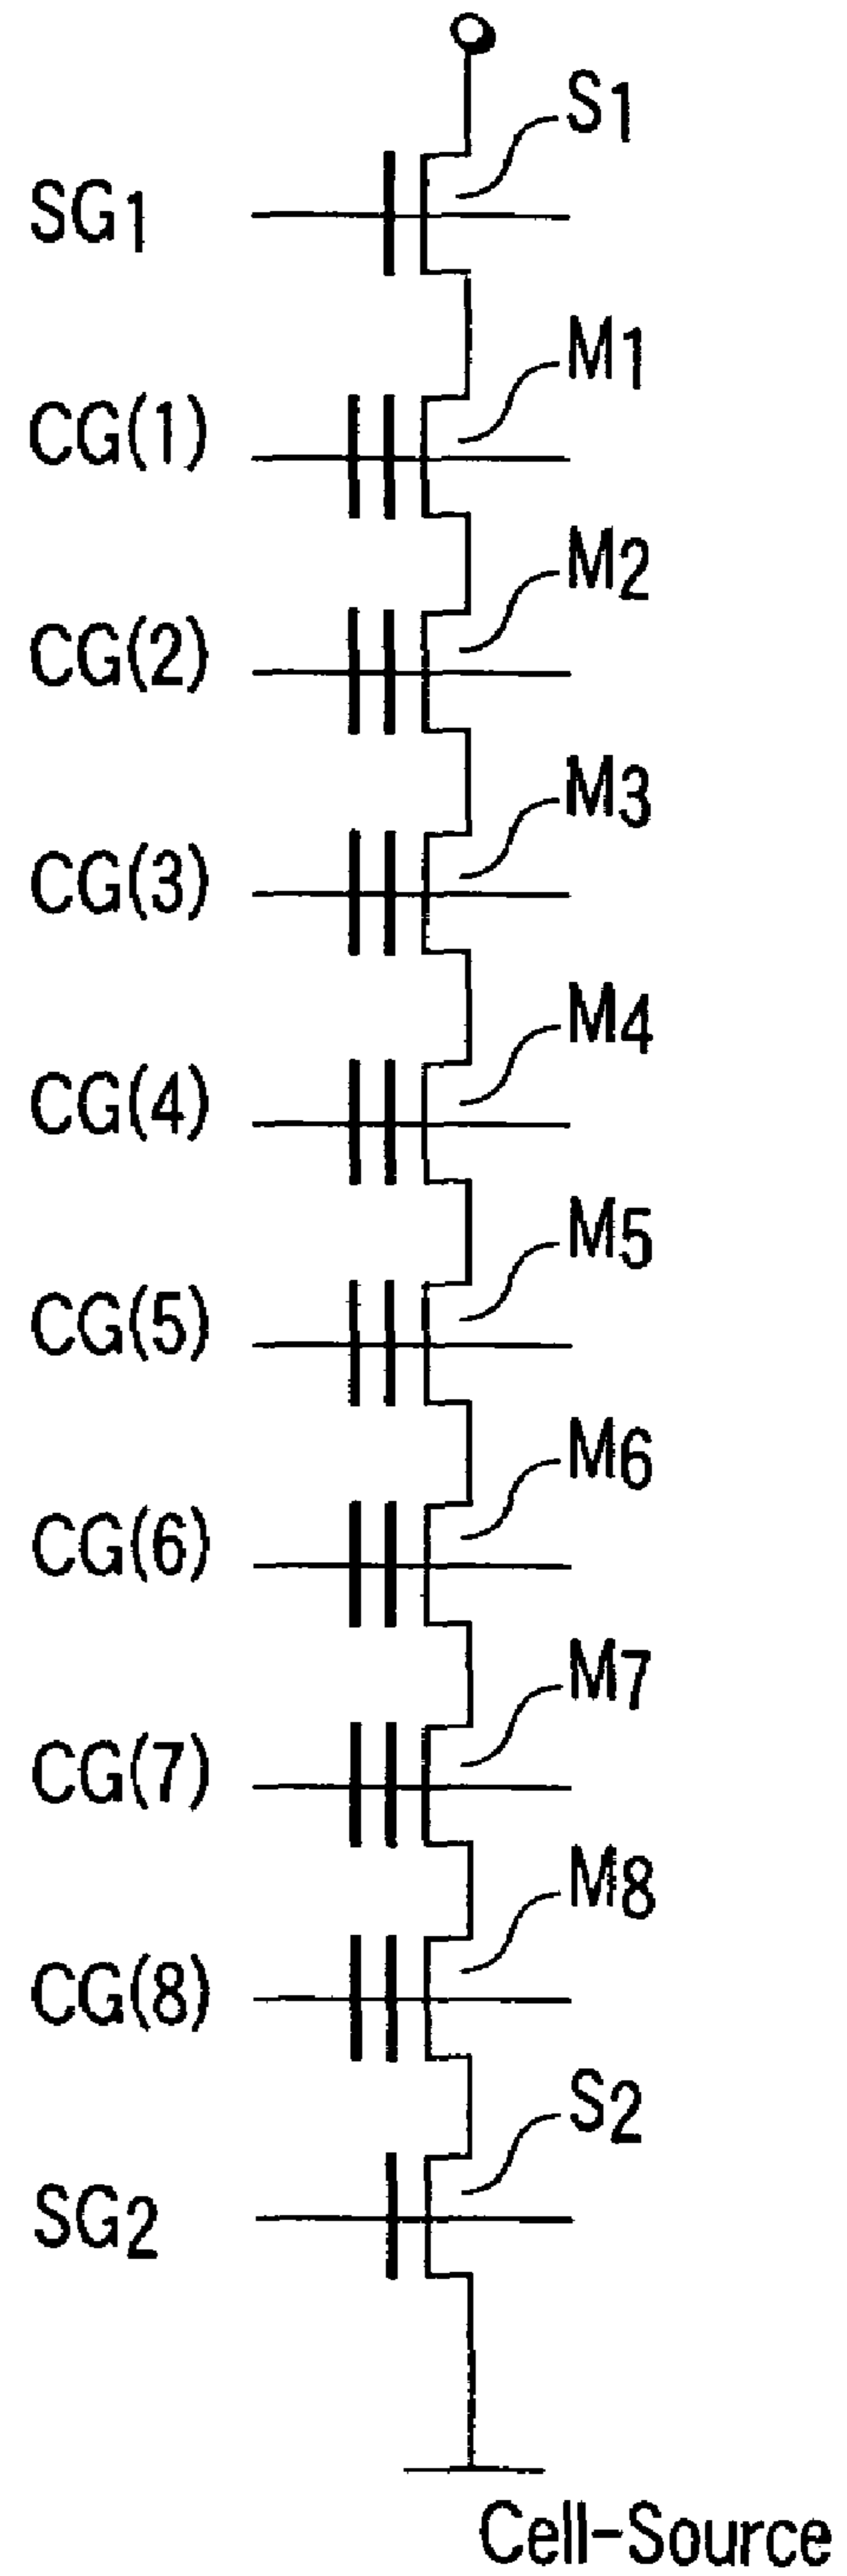 S1
SG1
M1
CG(1)
M2
CG(2)
M3
CG(3)
M4
CG(4)
M5
CG(5)
M6
CG(6)
M7
CG(7)
M8
CG(8)
S2
SG2
Cell-Source